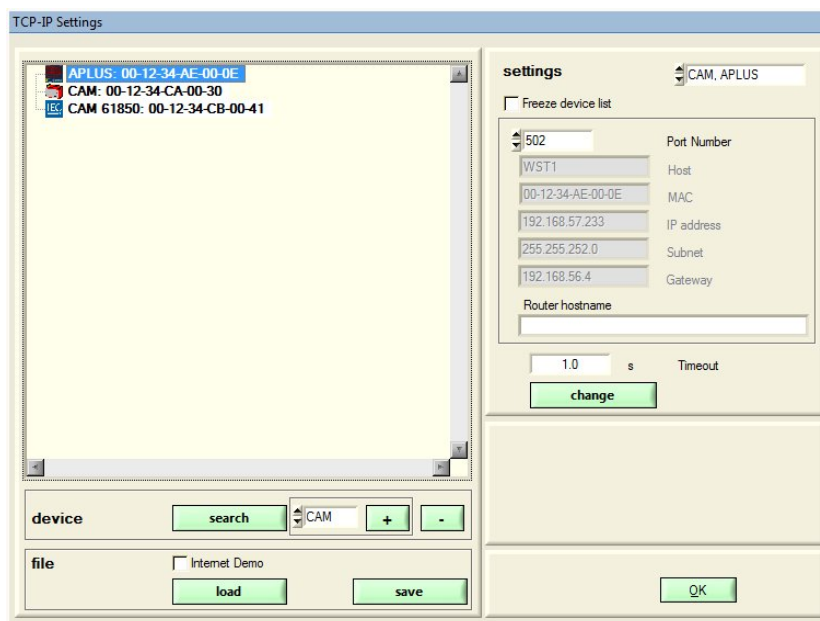 TCP-IP Settings
APLUS: 00-12-34-AE-00-0E
CAM: 00-12-34-CA-00-30
IEC CAM 61850: 00-12-34-CB-00-41
device search CAM + -
file Internet Demo
load save
settings CAM, APLUS
Freeze device list
502 Port Number
WST1 Host
00-12-34-AE-00-0E MAC
192.168.57.233 IP address
255.255.252.0 Subnet
192.168.56.4 Gateway
Router hostname
1.0 s Timeout
change
OK